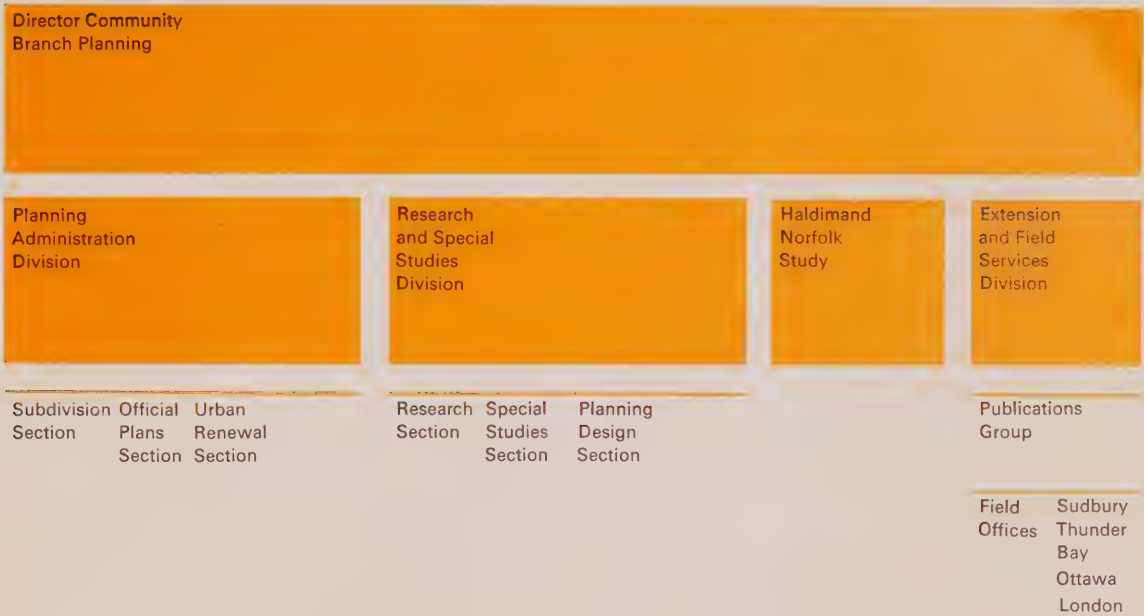 Director Community
Branch Planning
Planning
Administration
Division
Research
and Special
Studies
Division
Haldimand
Norfolk
Study
Extension
and Field
Services
Division
Subdivision
Section
Official
Plans
Section
Urban
Renewal
Section
Research
Section
Special
Studies
Section
Planning
Design
Section
Publications
Group
Field
Offices
Sudbury
Thunder
Bay
Ottawa
London